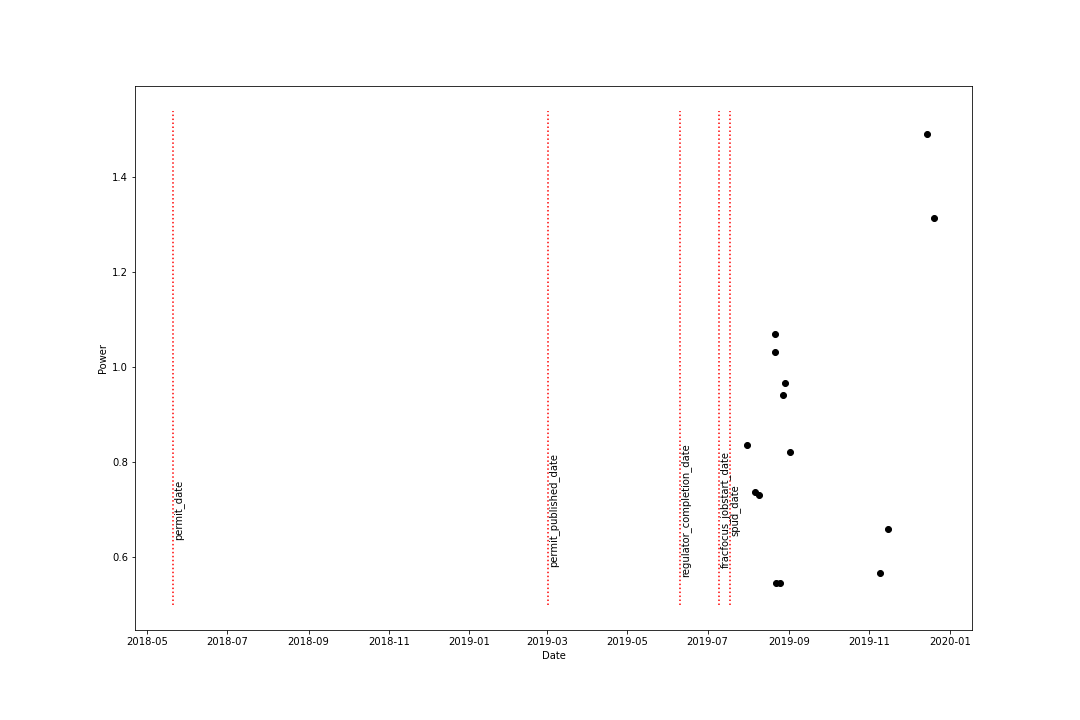 1.4
1.2
1.0
0.8
0.6
Power
permit_date
permit_published_date
regulator_completion_date
fracfocus_jobstart_date
spud_date
2018-05
2018-07
2018-09
2018-11
2019-01
2019-03
2019-05
2019-07
2019-09
2019-11
2020-01
Date